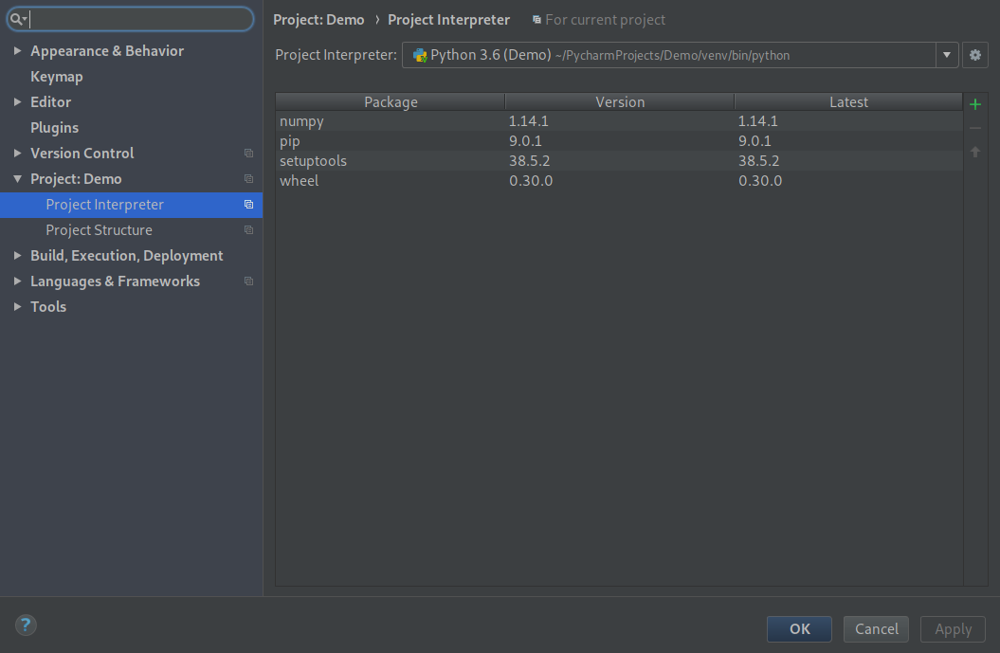 Project: Demo › Project Interpreter For current project
Appearance & Behavior
Keymap
Editor
Plugins
Version Control
Project: Demo
Project Interpreter
Project Structure
Build, Execution, Deployment
Languages & Frameworks
Tools
Project Interpreter: Python 3.6 (Demo) ~/PycharmProjects/Demo/venv/bin/python
Package Version Latest
numpy 1.14.1 1.14.1
pip 9.0.1 9.0.1
setuptools 38.5.2 38.5.2
wheel 0.30.0 0.30.0
? OK Cancel Apply